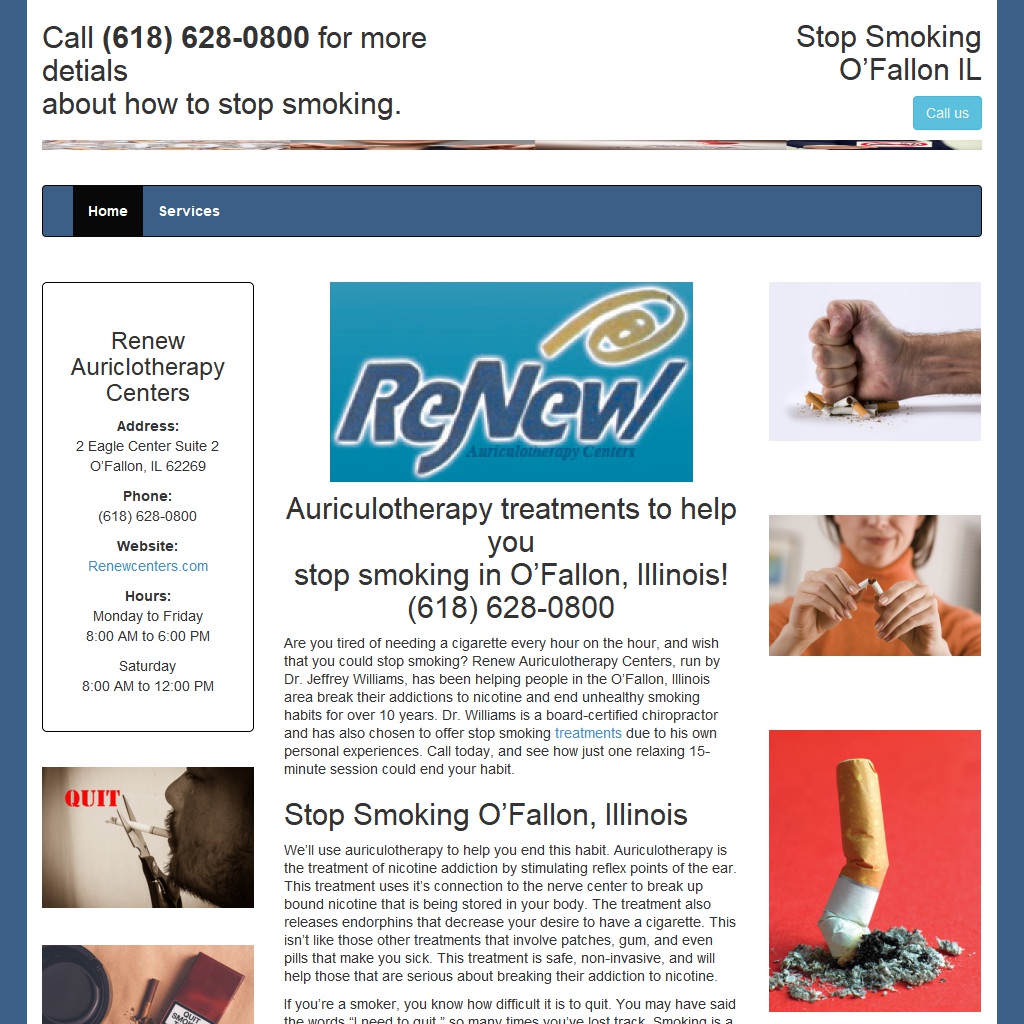 Call (618) 628-0800 for more
detials
about how to stop smoking.
Stop Smoking
O’Fallon IL
Call us
Home
Services
Renew
Auriclotherapy
Centers
Address:
2 Eagle Center Suite 2
O’Fallon, IL 62269
Phone:
(618) 628-0800
Website:
Renewcenters.com
Hours:
Monday to Friday
8:00 AM to 6:00 PM
Saturday
8:00 AM to 12:00 PM
QUIT
QUIT
SMOKING
ReNew
Auriculotherapy Centers
Auriculotherapy treatments to help
you
stop smoking in O’Fallon, Illinois!
(618) 628-0800
Are you tired of needing a cigarette every hour on the hour, and wish
that you could stop smoking? Renew Auriculotherapy Centers, run by
Dr. Jeffrey Williams, has been helping people in the O’Fallon, Illinois
area break their addictions to nicotine and end unhealthy smoking
habits for over 10 years. Dr. Williams is a board-certified chiropractor
and has also chosen to offer stop smoking treatments due to his own
personal experiences. Call today, and see how just one relaxing 15-
minute session could end your habit.
Stop Smoking O’Fallon, Illinois
We’ll use auriculotherapy to help you end this habit. Auriculotherapy is
the treatment of nicotine addiction by stimulating reflex points of the ear.
This treatment uses it’s connection to the nerve center to break up
bound nicotine that is being stored in your body. The treatment also
releases endorphins that decrease your desire to have a cigarette. This
isn’t like those other treatments that involve patches, gum, and even
pills that make you sick. This treatment is safe, non-invasive, and will
help those that are serious about breaking their addiction to nicotine.
If you’re a smoker, you know how difficult it is to quit. You may have said
the words “I need to quit,” so many times you’ve lost track. Smoking is a